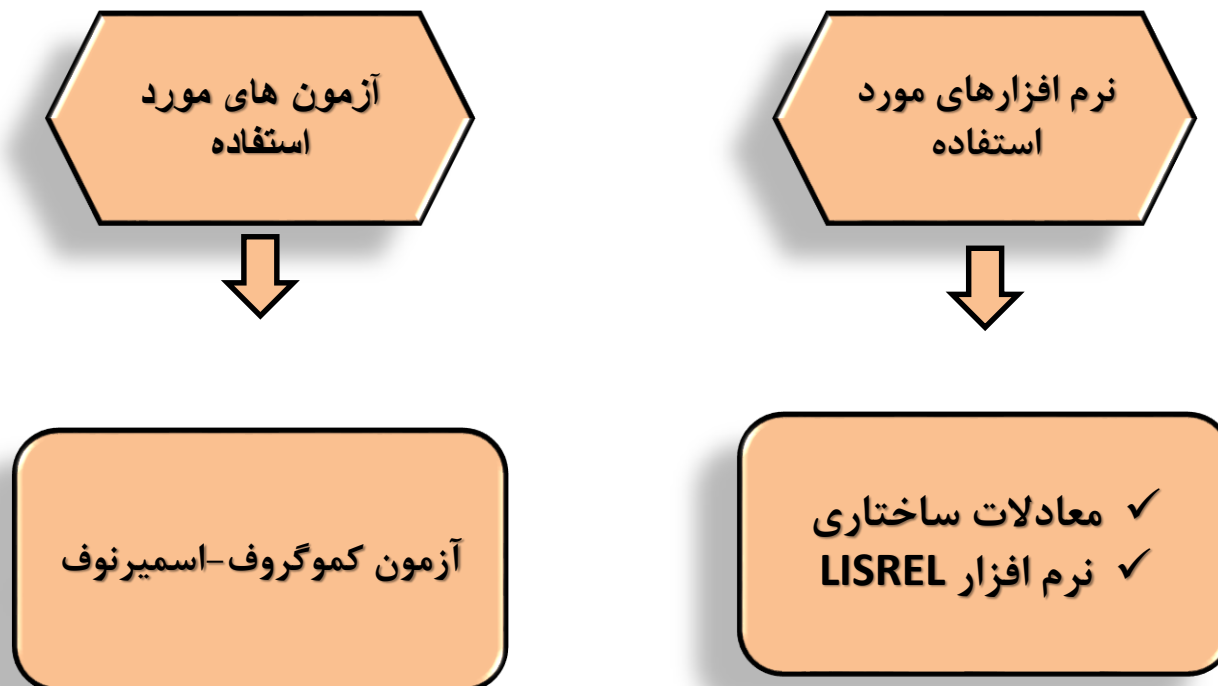 نرم افزارهای مورد
استفاده
✓ معادلات ساختاری
✓ نرم افزار LISREL
آزمون های مورد
استفاده
آزمون کموگروف-اسمیرنوف